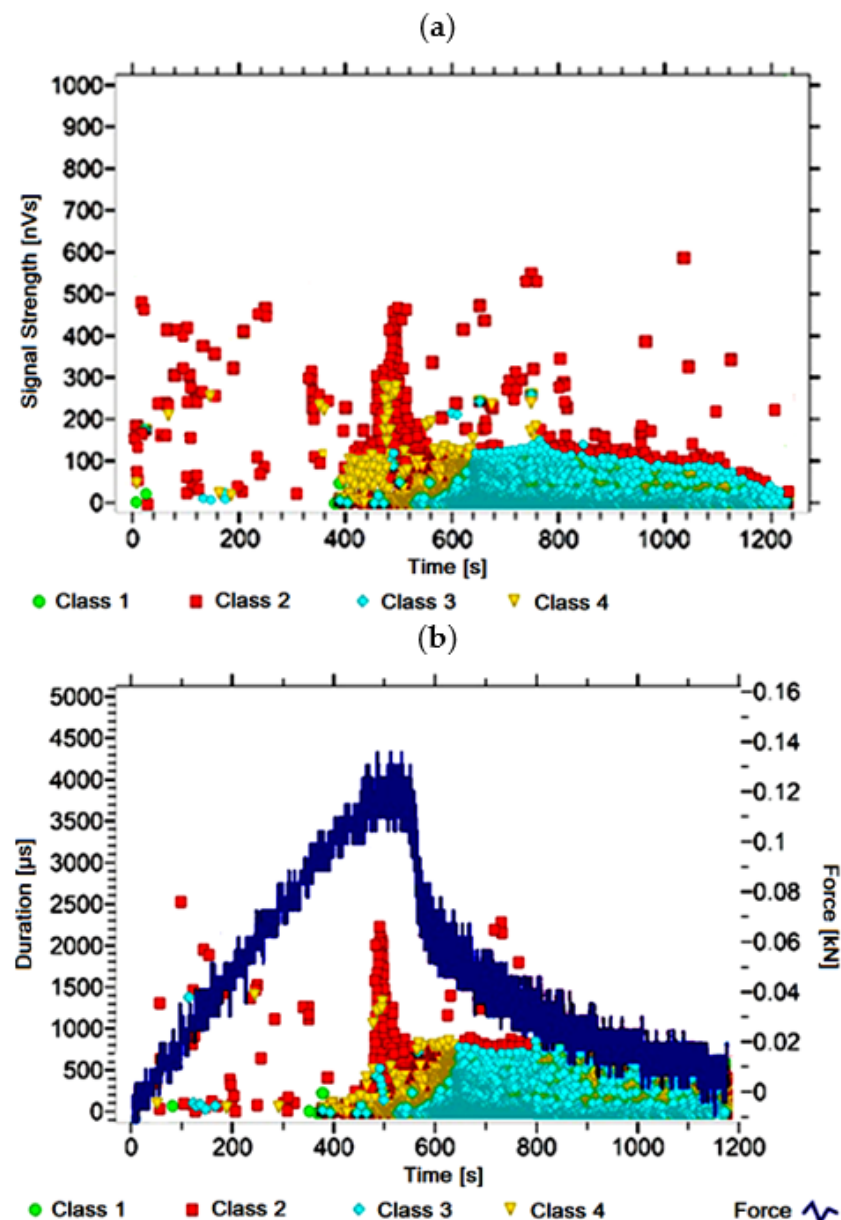 (a)
1000
900
800
700
600
500
400
300
200
100
0
Signal Strength [nVs]
0 200 400 600 800 1000 1200
Time [s]
Class 1 Class 2 Class 3 Class 4
(b)
5000
4500
4000
3500
3000
2500
2000
1500
1000
500
0
Duration [µs]
0.16
0.14
0.12
0.1
0.08
0.06
0.04
0.02
0
Force [kN]
0 200 400 600 800 1000 1200
Time [s]
Class 1 Class 2 Class 3 Class 4 Force